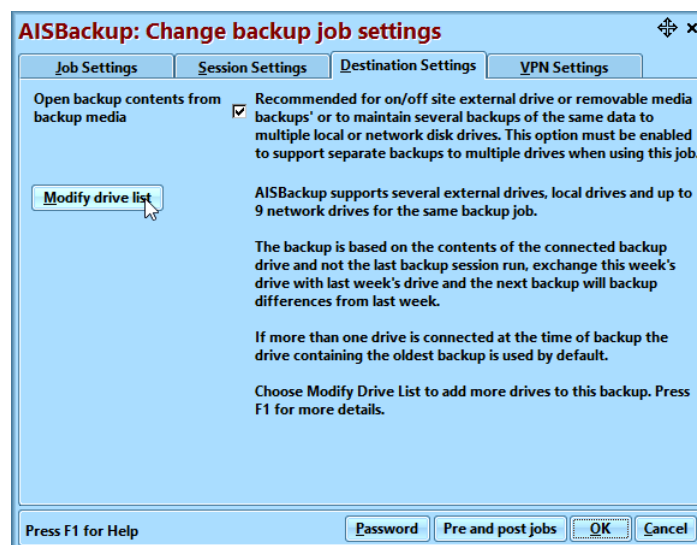 AISBackup: Change backup job settings
Job Settings
Session Settings
Destination Settings
VPN Settings
Open backup contents from
backup media
Recommended for on/off site external drive or removable media
backups' or to maintain several backups of the same data to
multiple local or network disk drives. This option must be enabled
to support separate backups to multiple drives when using this job.
Modify drive list
AISBackup supports several external drives, local drives and up to
9 network drives for the same backup job.
The backup is based on the contents of the connected backup
drive and not the last backup session run, exchange this week's
drive with last week's drive and the next backup will backup
differences from last week.
If more than one drive is connected at the time of backup the
drive containing the oldest backup is used by default.
Choose Modify Drive List to add more drives to this backup. Press
F1 for more details.
Press F1 for Help
Password
Pre and post jobs
OK
Cancel